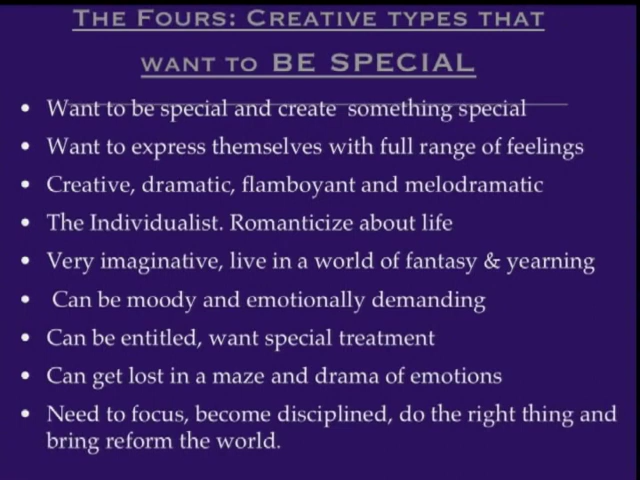 The Fours: Creative types that
want to BE SPECIAL
• Want to be special and create something special
• Want to express themselves with full range of feelings
• Creative, dramatic, flamboyant and melodramatic
• The Individualist. Romanticize about life
• Very imaginative, live in a world of fantasy & yearning
• Can be moody and emotionally demanding
• Can be entitled, want special treatment
• Can get lost in a maze and drama of emotions
• Need to focus, become disciplined, do the right thing and
bring reform the world.